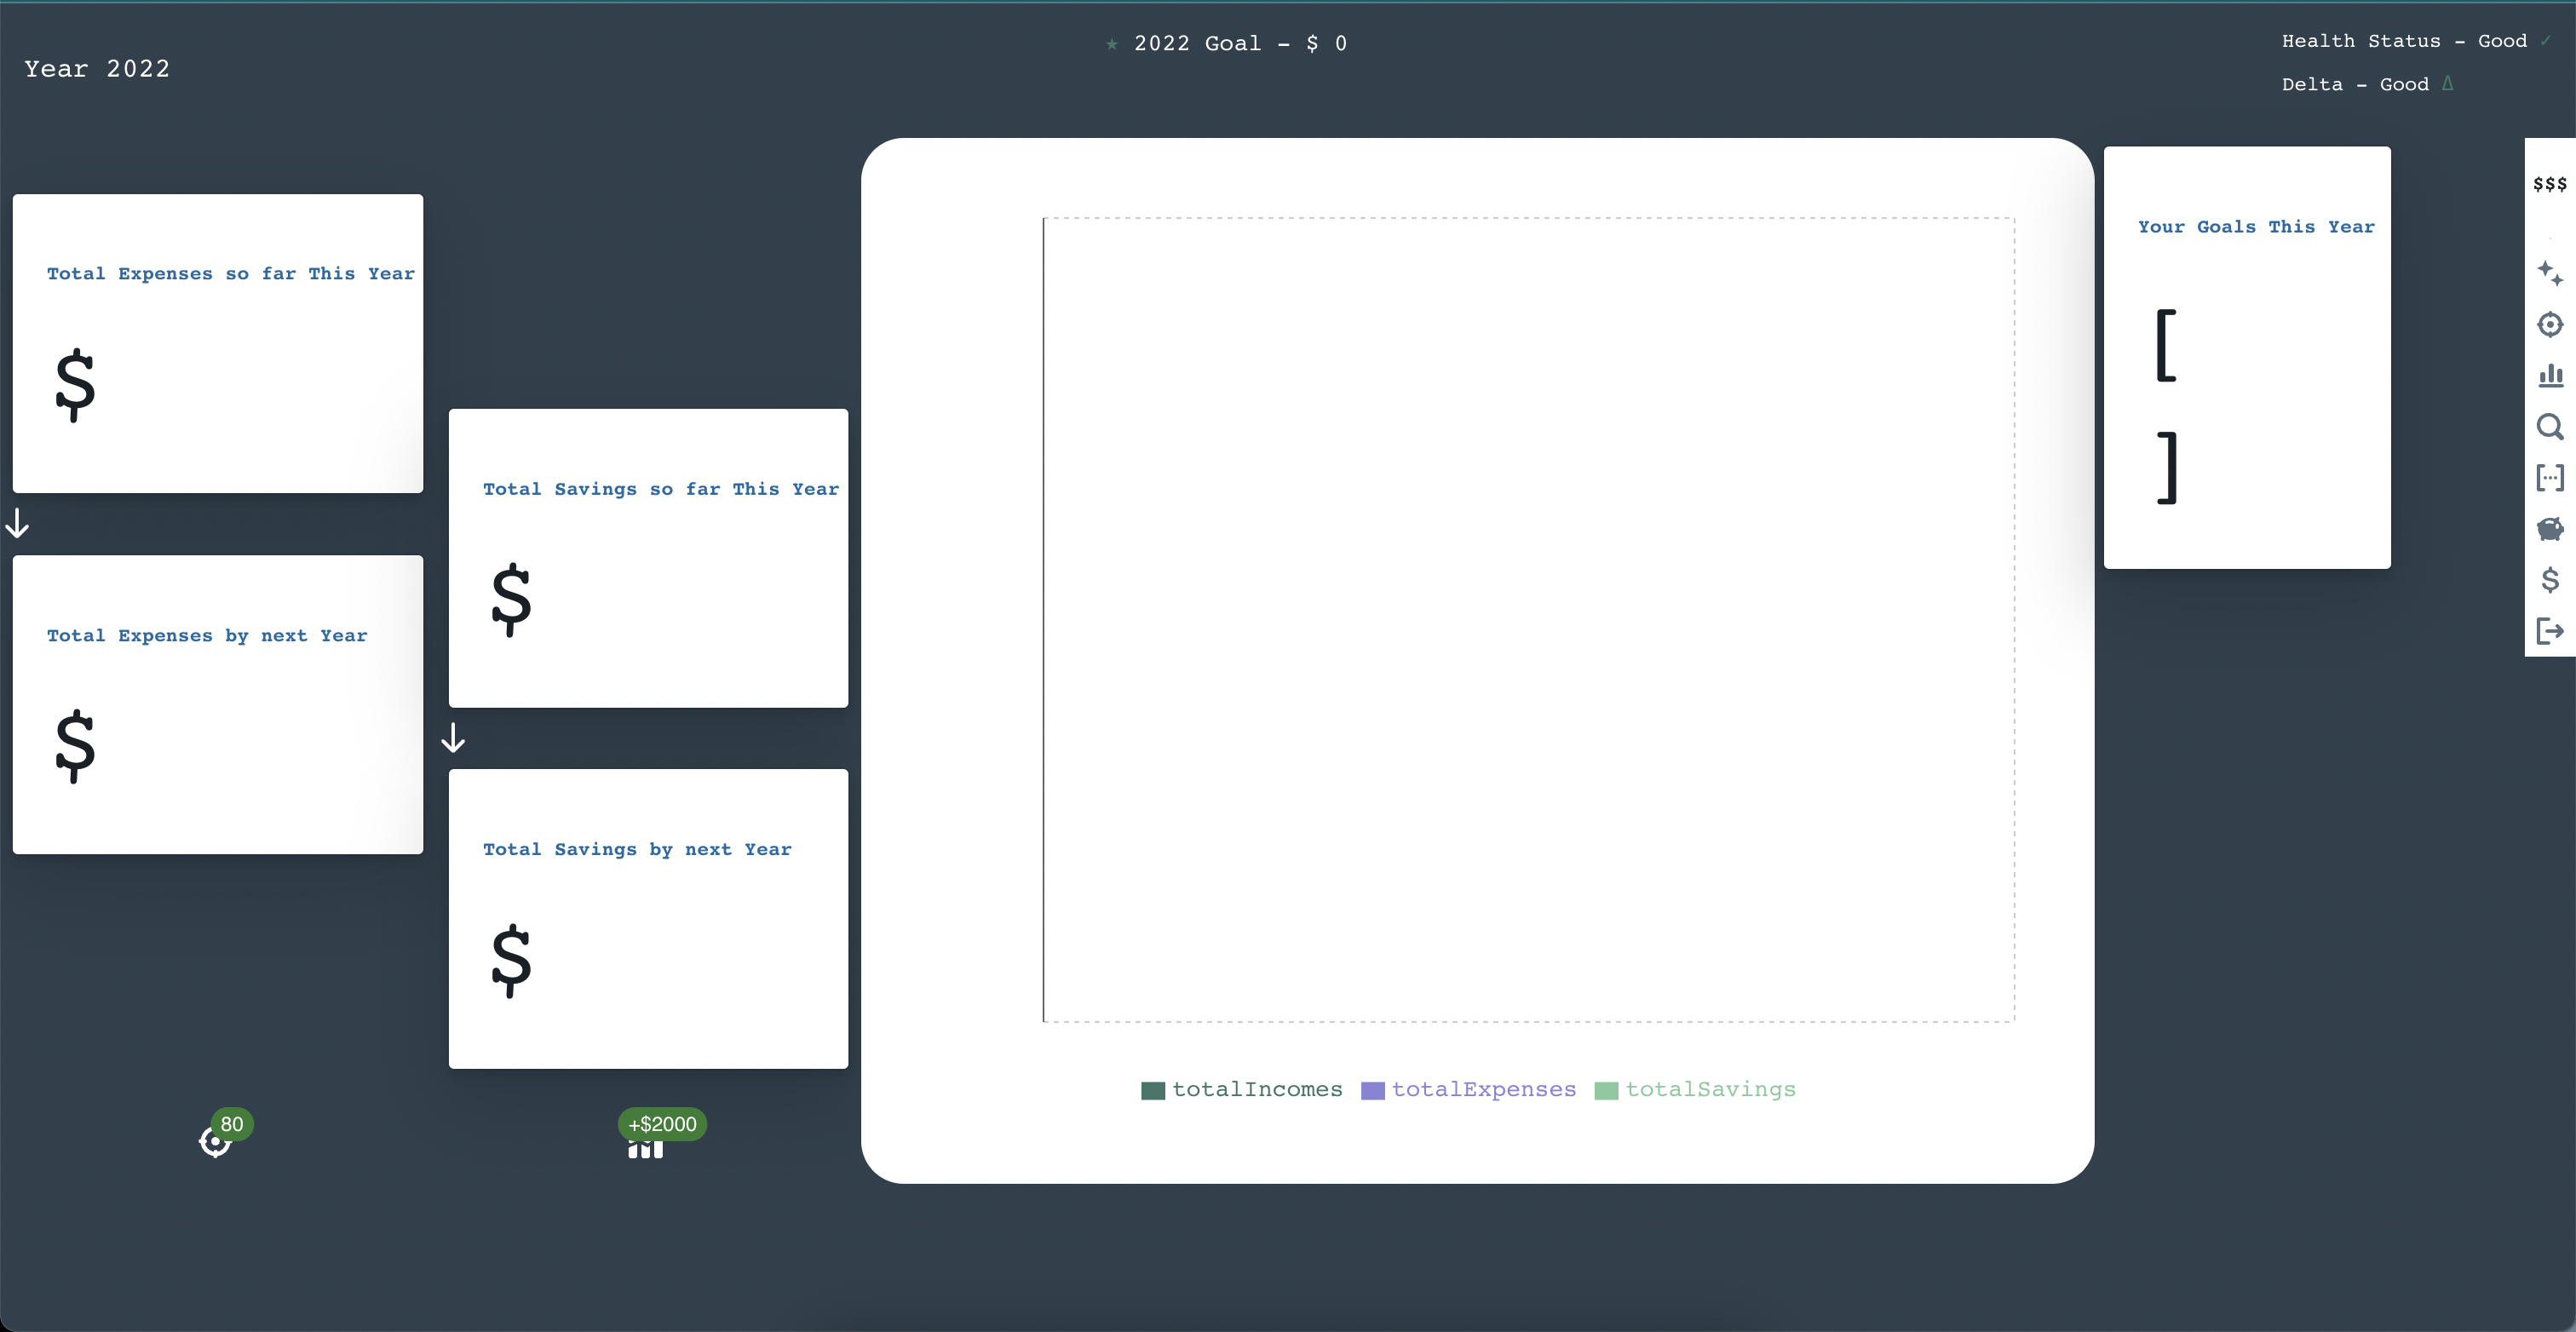 Year 2022
★ 2022 Goal - $ 0
Health Status - Good ✓
Delta - Good Δ
Total Expenses so far This Year
$
Total Expenses by next Year
$
80
Total Savings so far This Year
$
Total Savings by next Year
$
+$2000
totalIncomes totalExpenses totalSavings
Your Goals This Year
[
]
$$$
$